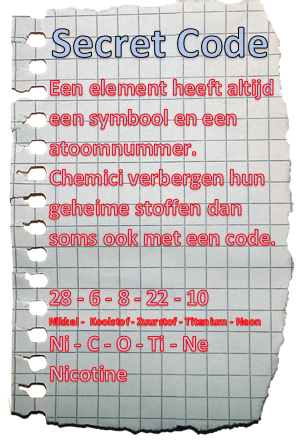 Secret Code
Een element heeft altijd
een symbool en een
atoomnummer.
Chemici verbergen hun
geheime stoffen dan
soms ook met een code.
28 - 6 - 8 - 22 - 10
Nikkel - Koolstof - Zuurstof - Titanium - Neon
Ni - C - O - Ti - Ne
Nicotine